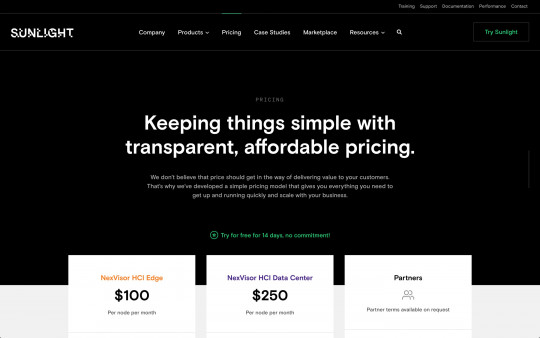 Training Support Documentation Performance Contact
SUNLIGHT Company Products Pricing Case Studies Marketplace Resources Try Sunlight
PRICING
Keeping things simple with
transparent, affordable pricing.
We don't believe that price should get in the way of delivering value to your customers.
That's why we've developed a simple pricing model that gives you everything you need to
get up and running quickly and scale with your business.
Try for free for 14 days, no commitment!
NexVisor HCI Edge
$100
Per node per month
NexVisor HCI Data Center
$250
Per node per month
Partners
Partner terms available on request